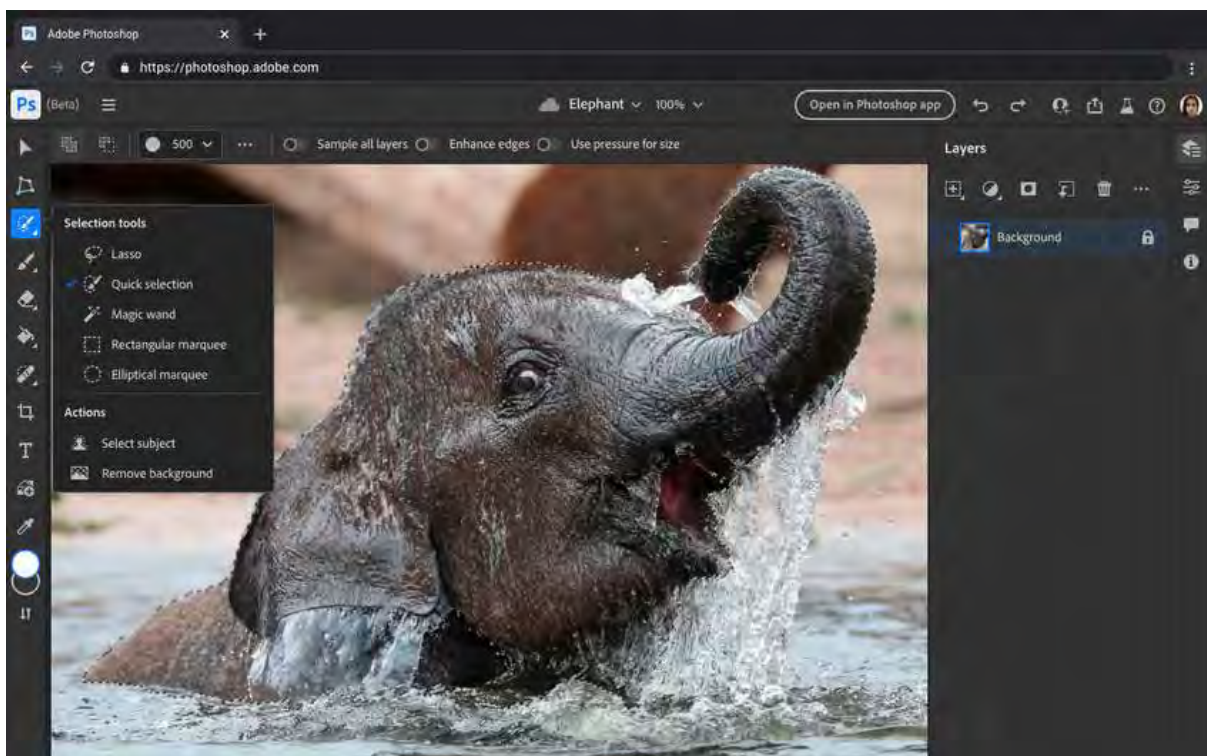 Ps Adobe Photoshop
https://photoshop.adobe.com
Ps (Beta) Elephant 100% Open in Photoshop app
500 Sample all layers Enhance edges Use pressure for size
Layers
Selection tools
Lasso
Quick selection
Magic wand
Rectangular marquee
Elliptical marquee
Actions
Select subject
Remove background
Background
T